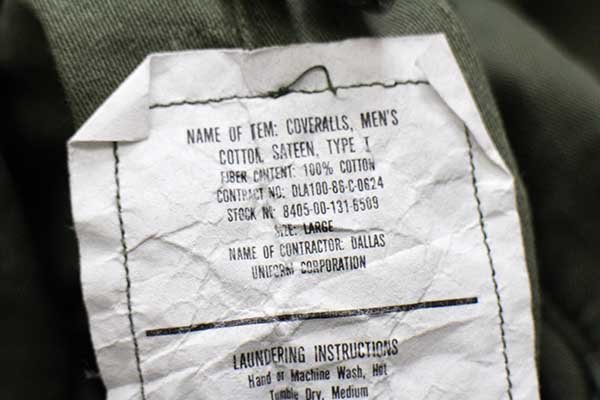 NAME OF TEM: COVERALLS, MEN'S
COTTON, SATEEN, TYPE I
FIBER CONTENT: 100% COTTON
CONTRACT NO: DLA100-86-C-0624
STOCK N: 8405-00-131-6509
SIZE: LARGE
NAME OF CONTRACTOR: DALLAS
UNIFORM CORPORATION
LAUNDERING INSTRUCTIONS
Hand or Machine Wash, Hot
Tumble Dry, Medium